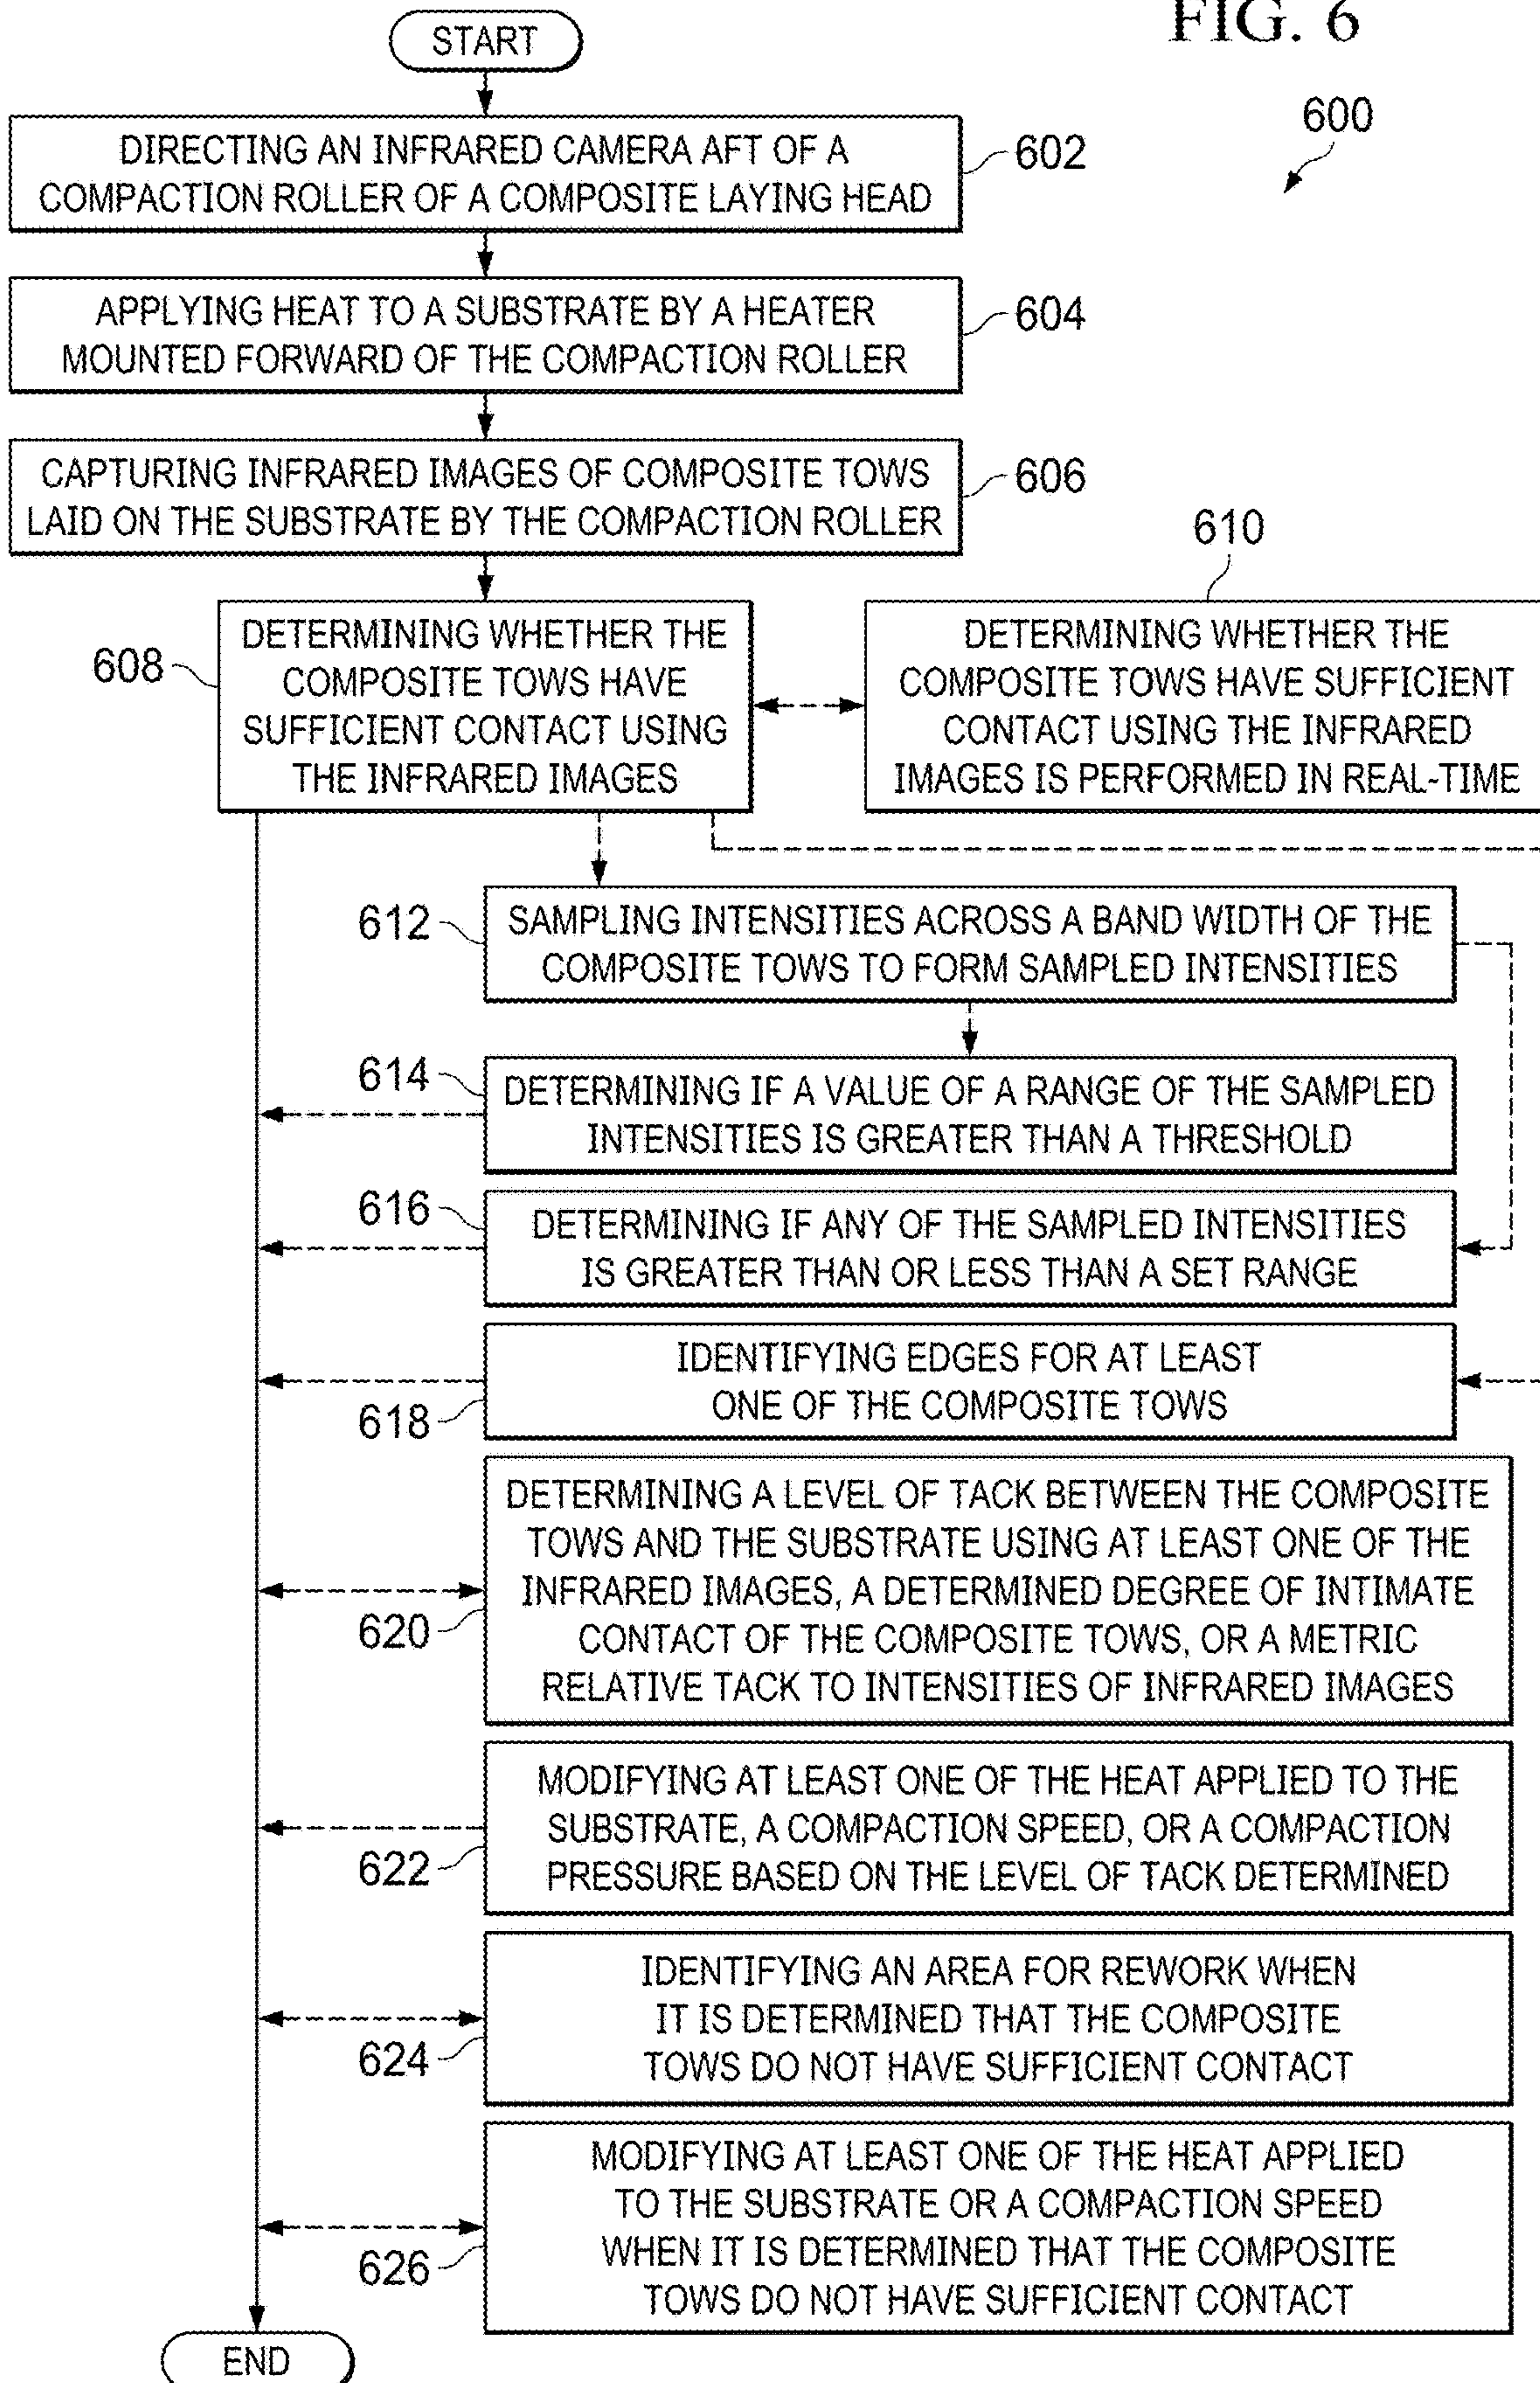 FIG. 6
START
600
DIRECTING AN INFRARED CAMERA AFT OF A
COMPACTION ROLLER OF A COMPOSITE LAYING HEAD
602
APPLYING HEAT TO A SUBSTRATE BY A HEATER
MOUNTED FORWARD OF THE COMPACTION ROLLER
604
CAPTURING INFRARED IMAGES OF COMPOSITE TOWS
LAID ON THE SUBSTRATE BY THE COMPACTION ROLLER
606
608
DETERMINING WHETHER THE
COMPOSITE TOWS HAVE
SUFFICIENT CONTACT USING
THE INFRARED IMAGES
610
DETERMINING WHETHER THE
COMPOSITE TOWS HAVE SUFFICIENT
CONTACT USING THE INFRARED
IMAGES IS PERFORMED IN REAL-TIME
612
SAMPLING INTENSITIES ACROSS A BAND WIDTH OF THE
COMPOSITE TOWS TO FORM SAMPLED INTENSITIES
614
DETERMINING IF A VALUE OF A RANGE OF THE SAMPLED
INTENSITIES IS GREATER THAN A THRESHOLD
616
DETERMINING IF ANY OF THE SAMPLED INTENSITIES
IS GREATER THAN OR LESS THAN A SET RANGE
618
IDENTIFYING EDGES FOR AT LEAST
ONE OF THE COMPOSITE TOWS
620
DETERMINING A LEVEL OF TACK BETWEEN THE COMPOSITE
TOWS AND THE SUBSTRATE USING AT LEAST ONE OF THE
INFRARED IMAGES, A DETERMINED DEGREE OF INTIMATE
CONTACT OF THE COMPOSITE TOWS, OR A METRIC
RELATIVE TACK TO INTENSITIES OF INFRARED IMAGES
622
MODIFYING AT LEAST ONE OF THE HEAT APPLIED TO THE
SUBSTRATE, A COMPACTION SPEED, OR A COMPACTION
PRESSURE BASED ON THE LEVEL OF TACK DETERMINED
624
IDENTIFYING AN AREA FOR REWORK WHEN
IT IS DETERMINED THAT THE COMPOSITE
TOWS DO NOT HAVE SUFFICIENT CONTACT
626
MODIFYING AT LEAST ONE OF THE HEAT APPLIED
TO THE SUBSTRATE OR A COMPACTION SPEED
WHEN IT IS DETERMINED THAT THE COMPOSITE
TOWS DO NOT HAVE SUFFICIENT CONTACT
END